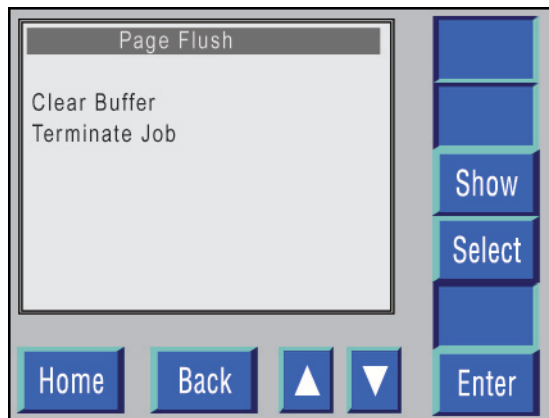 Page Flush
Clear Buffer
Terminate Job
Show
Select
Home Back Enter